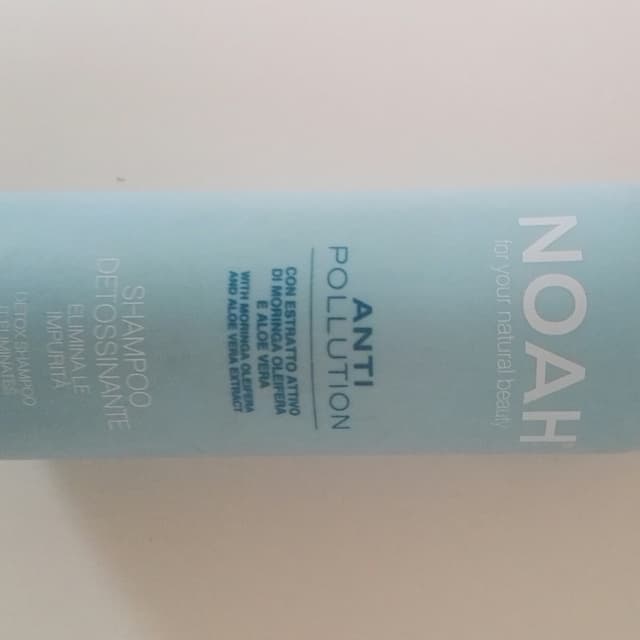 NOAH
for your natural beauty
ANTI
POLLUTION
CON ESTRATTO ATTIVO
DI MORINGA OLEIFERA
E ALOE VERA
WITH MORINGA OLEIFERA
AND ALOE VERA EXTRACT
SHAMPOO
DETOSSINANTE
ELIMINA LE
IMPURITÀ
DETOX SHAMPOO